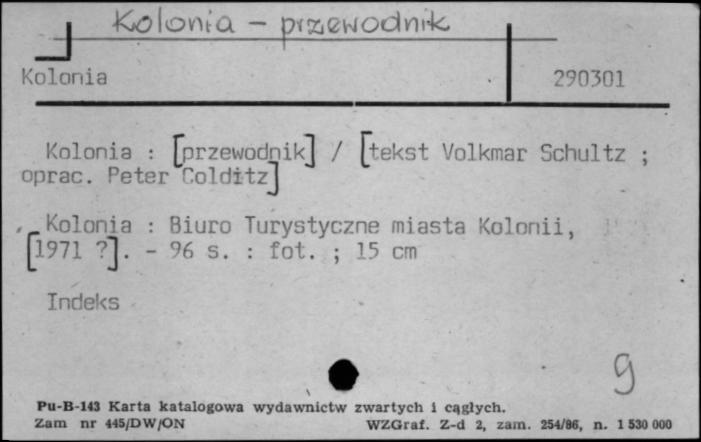 Kolonia - przewodnik
Kolonia 290301
Kolonia : [przewodnik] / [tekst Volkmar Schultz ;
oprac. Peter Colditz]
Kolonia : Biuro Turystyczne miasta Kolonii,
[1971 ?]. - 96 s. : fot. ; 15 cm
Indeks
9
Pu-B-143 Karta katalogowa wydawnictw zwartych i cągłych.
Zam nr 445/DW/ON WZGraf. Z-d 2, zam. 254/86, n. 1 530 000